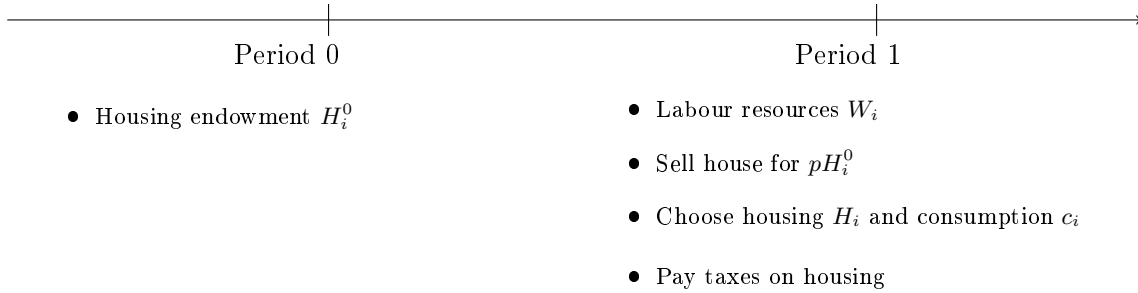 Period 0
Period 1
• Housing endowment $H_i^0$
• Labour resources $W_i$
• Sell house for $pH_i^0$
• Choose housing $H_i$ and consumption $c_i$
• Pay taxes on housing